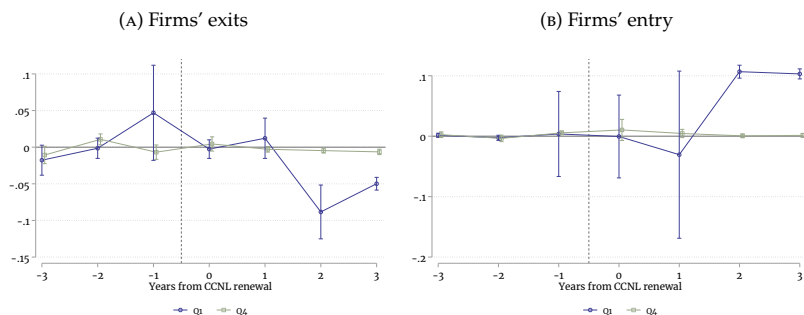 (A) Firms' exits
.1
.05
0
-.05
-.1
-.15
-3 -2 -1 0 1 2 3
Years from CCNL renewal
Q1 Q4
(B) Firms' entry
.1
0
-.1
-.2
-3 -2 -1 0 1 2 3
Years from CCNL renewal
Q1 Q4